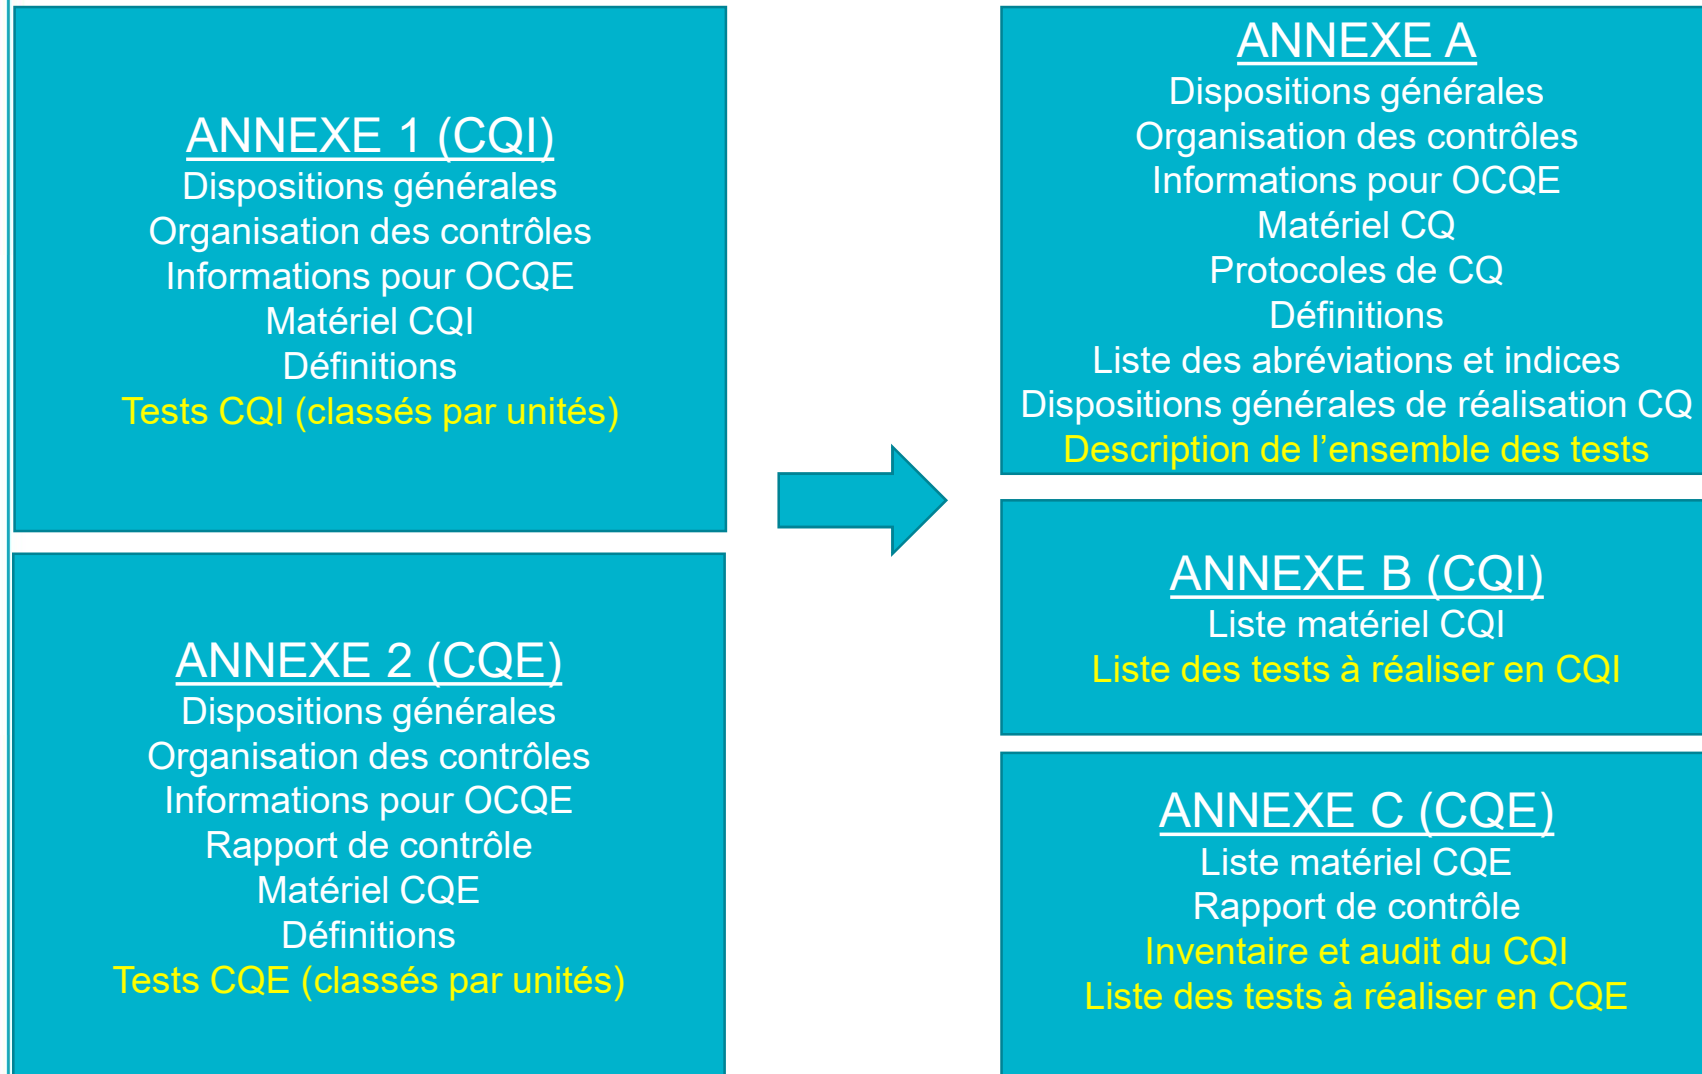 ANNEXE 1 (CQI)
Dispositions générales
Organisation des contrôles
Informations pour OCQE
Matériel CQI
Définitions
Tests CQI (classés par unités)
ANNEXE 2 (CQE)
Dispositions générales
Organisation des contrôles
Informations pour OCQE
Rapport de contrôle
Matériel CQE
Définitions
Tests CQE (classés par unités)
ANNEXE A
Dispositions générales
Organisation des contrôles
Informations pour OCQE
Matériel CQ
Protocoles de CQ
Définitions
Liste des abréviations et indices
Dispositions générales de réalisation CQ
Description de l’ensemble des tests
ANNEXE B (CQI)
Liste matériel CQI
Liste des tests à réaliser en CQI
ANNEXE C (CQE)
Liste matériel CQE
Rapport de contrôle
Inventaire et audit du CQI
Liste des tests à réaliser en CQE